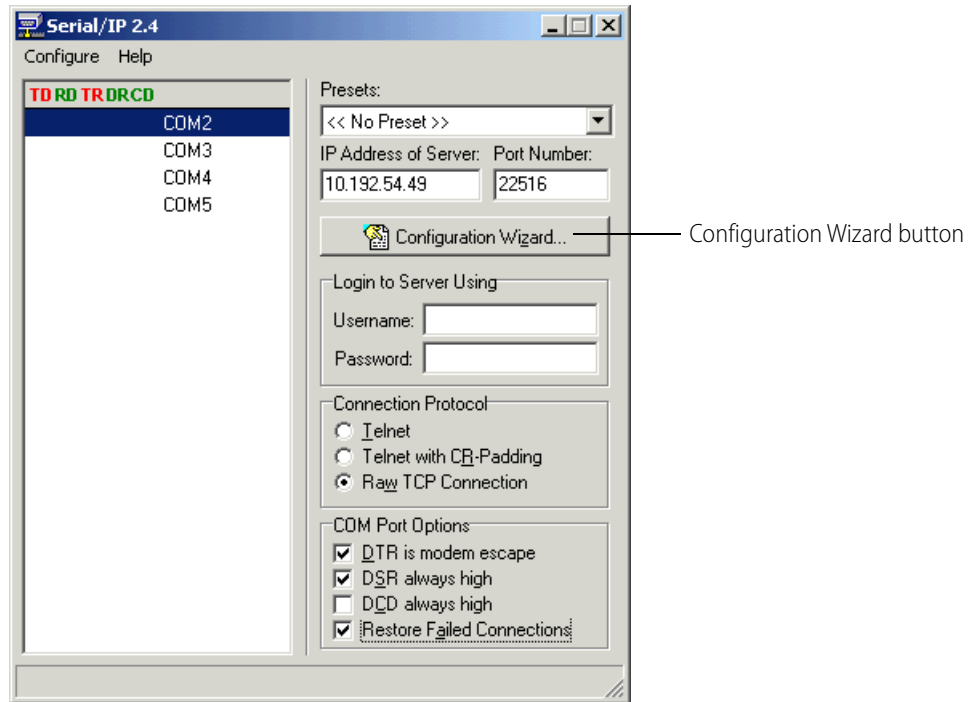 Serial/IP 2.4
Configure Help
TD RD TR DR CD
COM2
COM3
COM4
COM5
Presets:
<< No Preset >>
IP Address of Server: Port Number:
10.192.54.49 22516
Configuration Wizard...
Configuration Wizard button
Login to Server Using
Username:
Password:
Connection Protocol
Telnet
Telnet with CR-Padding
Raw TCP Connection
COM Port Options
DTR is modem escape
DSR always high
DCD always high
Restore Failed Connections